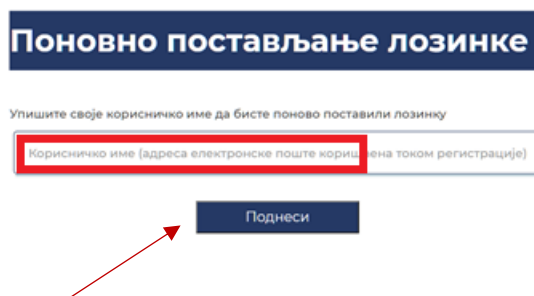 Поновно постављање лозинке
Упишите своје корисничко име да бисте поново поставили лозинку
Корисничко име (адреса електронске поште коришћена током регистрације)
Поднеси